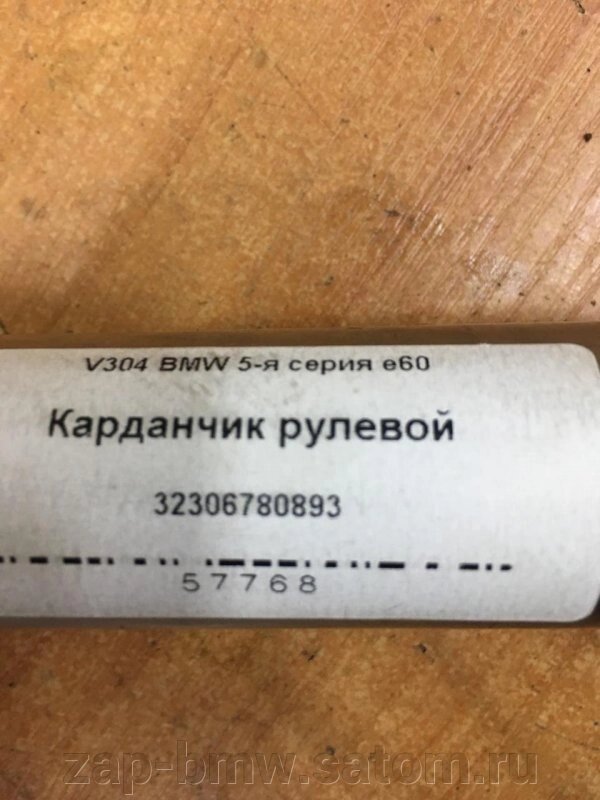 V304 BMW 5-я серия e60
Карданчик рулевой
32306780893
57768
zap-bmw.satom.ru